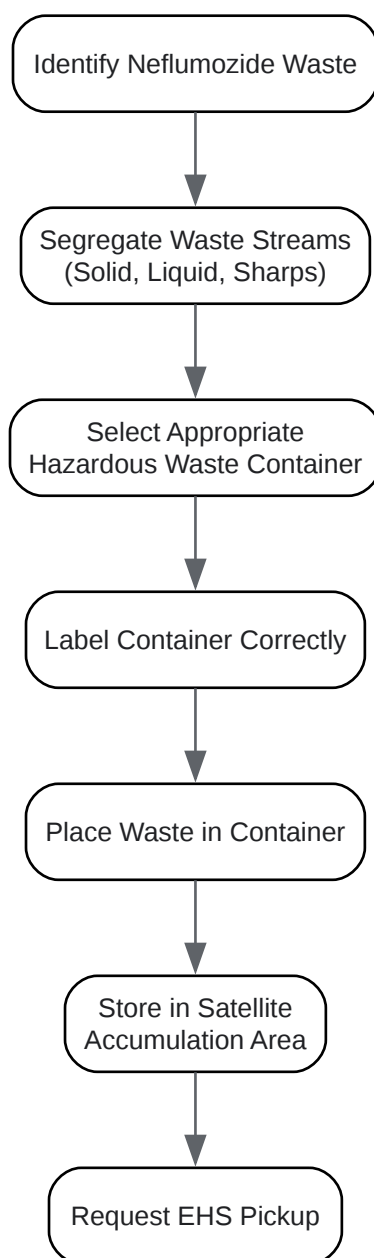 Identify Neflumozide Waste
Segregate Waste Streams
(Solid, Liquid, Sharps)
Select Appropriate
Hazardous Waste Container
Label Container Correctly
Place Waste in Container
Store in Satellite
Accumulation Area
Request EHS Pickup